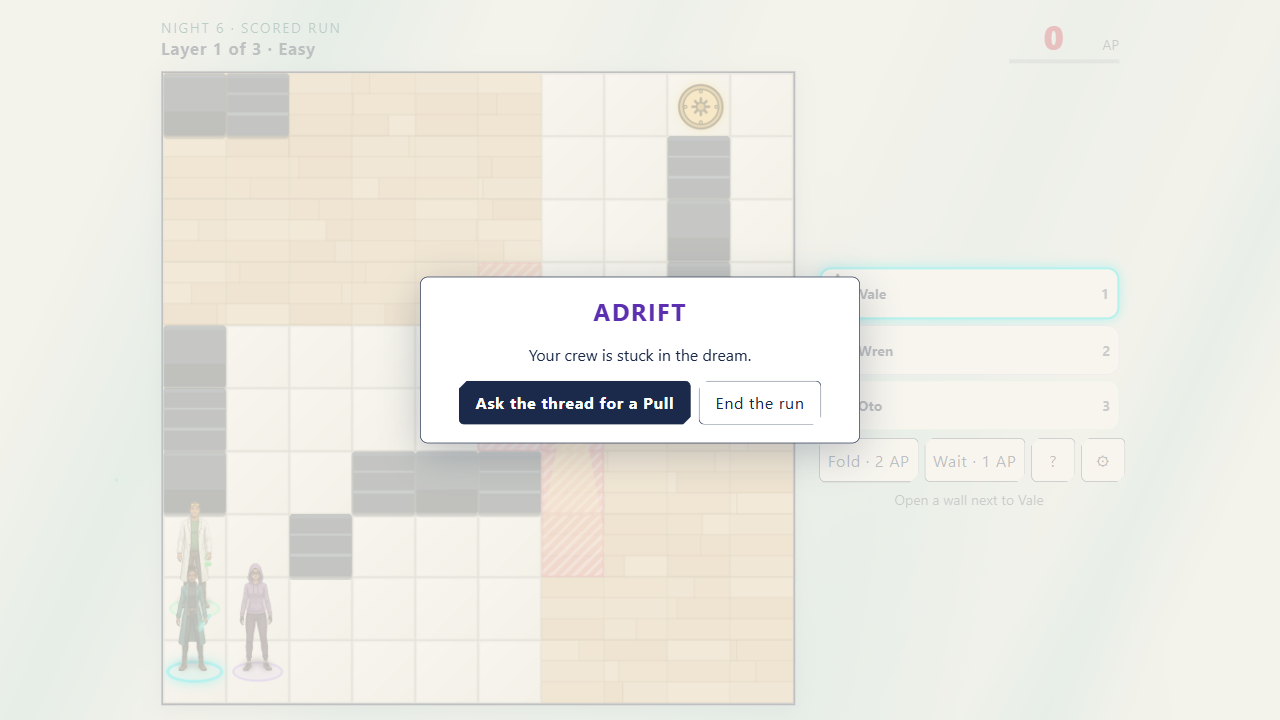 NIGHT 6 · SCORED RUN
Layer 1 of 3 · Easy
0 AP
ADRIFT
Your crew is stuck in the dream.
Ask the thread for a Pull
End the run
Vale 1
Wren 2
Oto 3
Fold · 2 AP
Wait · 1 AP
?
Open a wall next to Vale